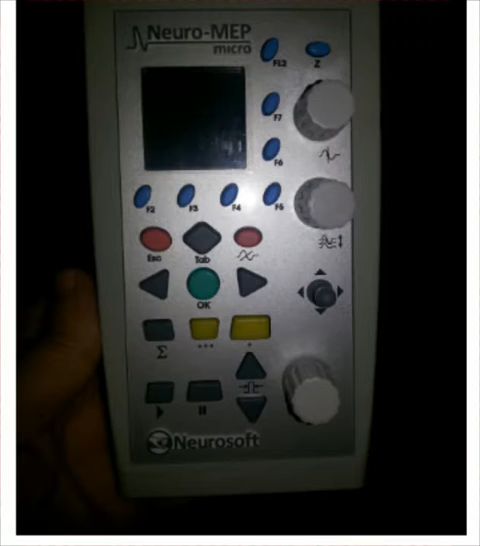 Neuro-MEP
micro
F12
Z
F7
F6
F2
F3
F4
F5
Esc
Tab
OK
Σ
Neurosoft